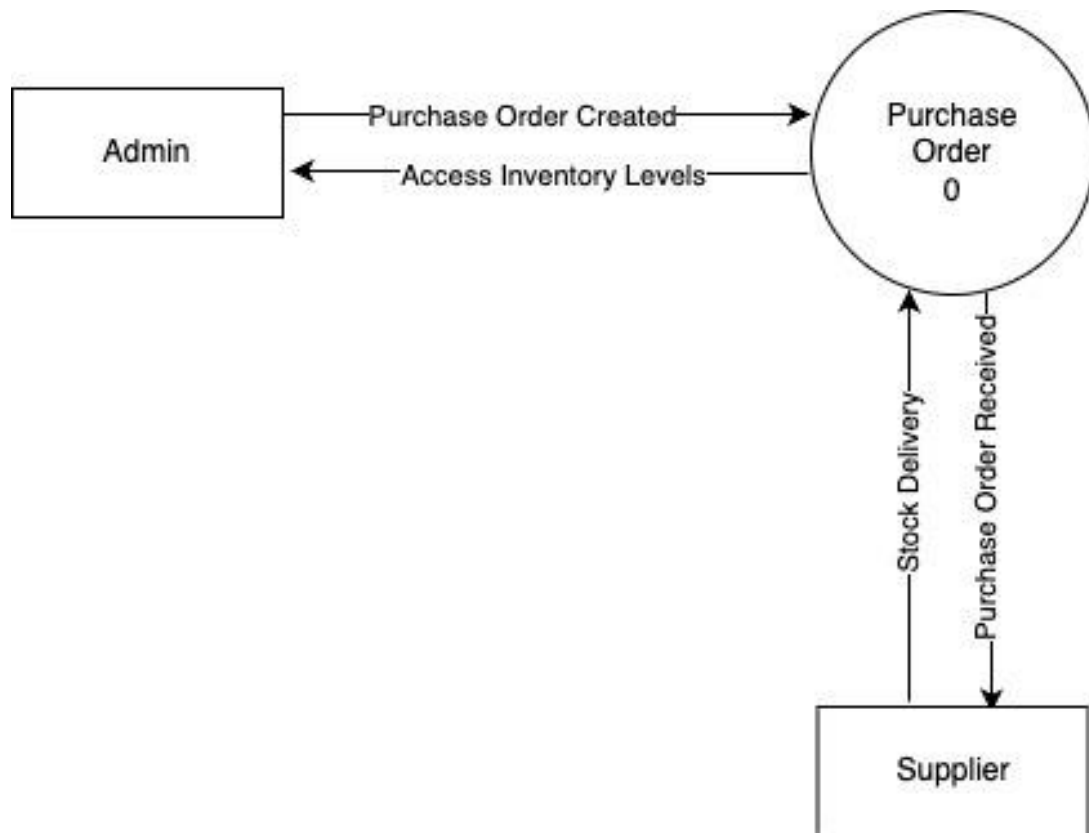 Purchase
Order
0
Admin
Purchase Order Created
Access Inventory Levels
Stock Delivery
Purchase Order Received
Supplier